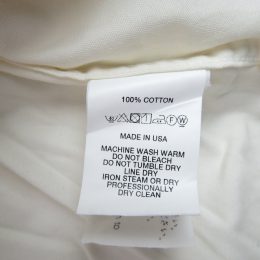 100% COTTON
F W
MADE IN USA
MACHINE WASH WARM
DO NOT BLEACH
DO NOT TUMBLE DRY
LINE DRY
IRON STEAM OR DRY
PROFESSIONALLY
DRY CLEAN